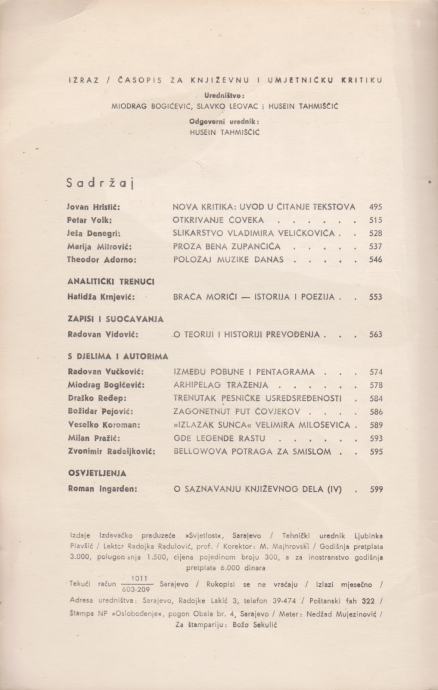 IZRAZ / ČASOPIS ZA KNJIŽEVNU I UMJETNIČKU KRITIKU
Uredništvo:
MIODRAG BOGIĆEVIĆ, SLAVKO LEOVAC i HUSEIN TAHMIŠČIĆ
Odgovorni urednik:
HUSEIN TAHMIŠČIĆ
Sadržaj
Jovan Hristić: NOVA KRITIKA: UVOD U ČITANJE TEKSTOVA 495
Petar Volk: OTKRIVANJE ČOVEKA . . . . . . 515
Ješa Denegri: SLIKARSTVO VLADIMIRA VELIČKOVIĆA . . 528
Marija Mitrović: PROZA BENA ZUPANČIČA . . . . . 537
Theodor Adorno: POLOŽAJ MUZIKE DANAS . . . . . 546
ANALITIČKI TRENUCI
Hatidža Krnjević: BRAĆA MORIĆI — ISTORIJA I POEZIJA . . 553
ZAPISI I SUOČAVANJA
Radovan Vidović: O TEORIJI I HISTORIJI PREVOĐENJA . . . 563
S DJELIMA I AUTORIMA
Radovan Vučković: IZMEĐU POBUNE I PENTAGRAMA . . . 574
Miodrag Bogićević: ARHIPELAG TRAŽENJA . . . . . . 578
Draško Ređep: TRENUTAK PESNIČKE USREDSREĐENOSTI . 584
Božidar Pejović: ZAGONETNUT PUT ČOVJEKOV . . . . 586
Veselko Koroman: »IZLAZAK SUNCA« VELIMIRA MILOŠEVIĆA . 589
Milan Pražić: GDE LEGENDE RASTU . . . . . . 593
Zvonimir Radeljković: BELLOWOVA POTRAGA ZA SMISLOM . . . 595
OSVJETLJENJA
Roman Ingarden: O SAZNAVANJU KNJIŽEVNOG DELA (IV) . 599
Izdaje Izdavačko preduzeće »Svjetlost«, Sarajevo / Tehnički urednik Ljubinka
Plavšić / Lektor Radojka Radulović, prof. / Korektor: M. Majhrovski / Godišnja pretplata
3.000, polugodišnja 1.500, cijena pojedinom broju 300, a za inostranstvo godišnja
pretplata 6.000 dinara
Tekući račun 1011
603-209 Sarajevo / Rukopisi se ne vraćaju / Izlazi mjesečno /
Adresa uredništva: Sarajevo, Radojke Lakić 3, telefon 39-474 / Poštanski fah 322 /
Štampa NP »Oslobođenje«, pogon Obala br. 4, Sarajevo / Meter: Nedžad Mujezinović /
Za štampariju: Božo Sekulić